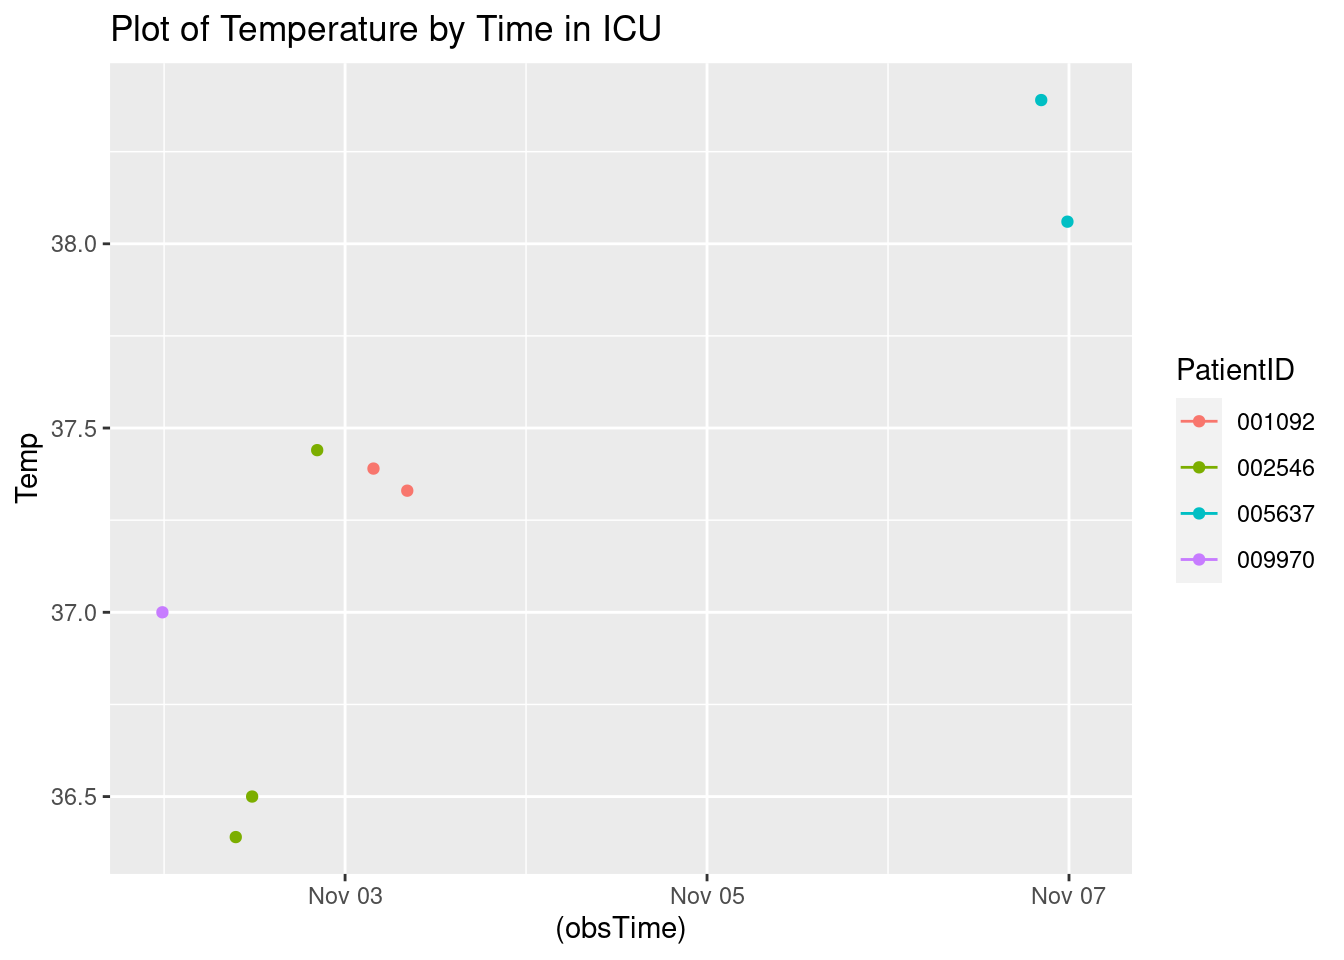 Plot of Temperature by Time in ICU
Temp
38.0
37.5
37.0
36.5
Nov 03
Nov 05
Nov 07
(obsTime)
PatientID
001092
002546
005637
009970